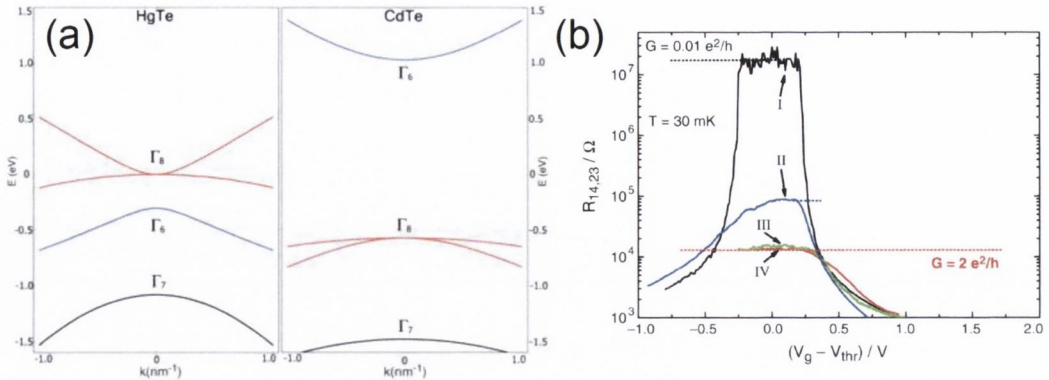 (a)
HgTe
CdTe
1.5
1.0
0.5
0
-0.5
-1.0
-1.5
E (eV)
Γ8
Γ6
Γ7
-1.0
0
1.0
k(nm-1)
Γ6
Γ8
Γ7
1.5
1.0
0.5
0
-0.5
-1.0
-1.5
E (eV)
-1.0
0
1.0
k(nm-1)
(b)
G = 0.01 e2/h
T = 30 mK
I
II
III
IV
G = 2 e2/h
R14,23 / Ω
107
106
105
104
103
-1.0
-0.5
0.0
0.5
1.0
1.5
2.0
(Vg – Vthr) / V